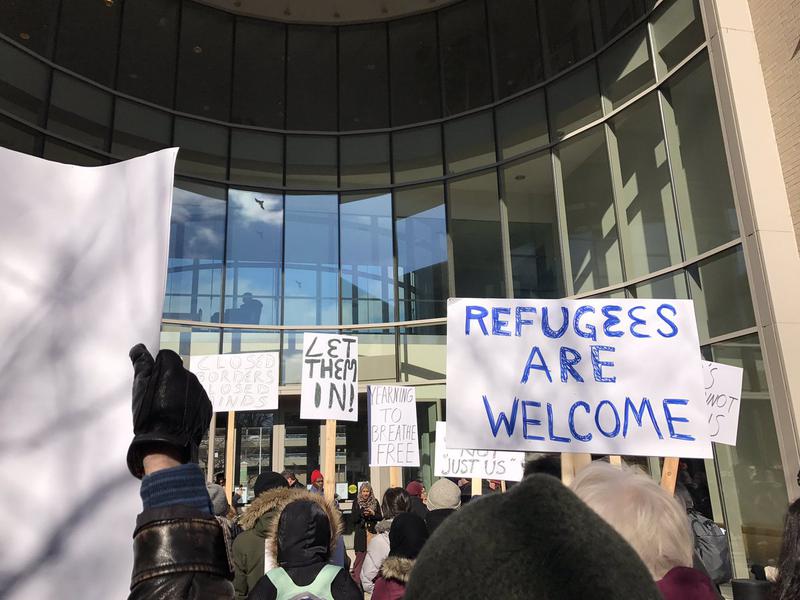 CLOSED
BORDERS
CLOSED
MINDS
LET
THEM
IN!
YEARNING
TO
BREATHE
FREE
NOT
"JUST US"
REFUGEES
ARE
WELCOME
NOT